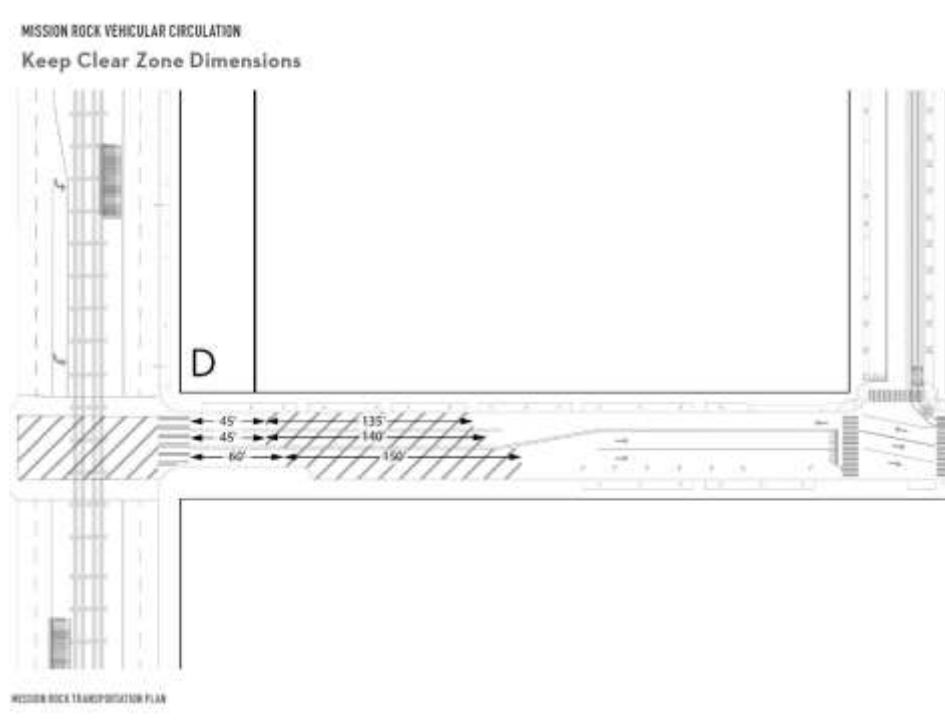 MISSION ROCK VEHICULAR CIRCULATION
Keep Clear Zone Dimensions
D
45' 135'
45' 140'
60' 150'
MISSION ROCK TRANSPORTATION PLAN